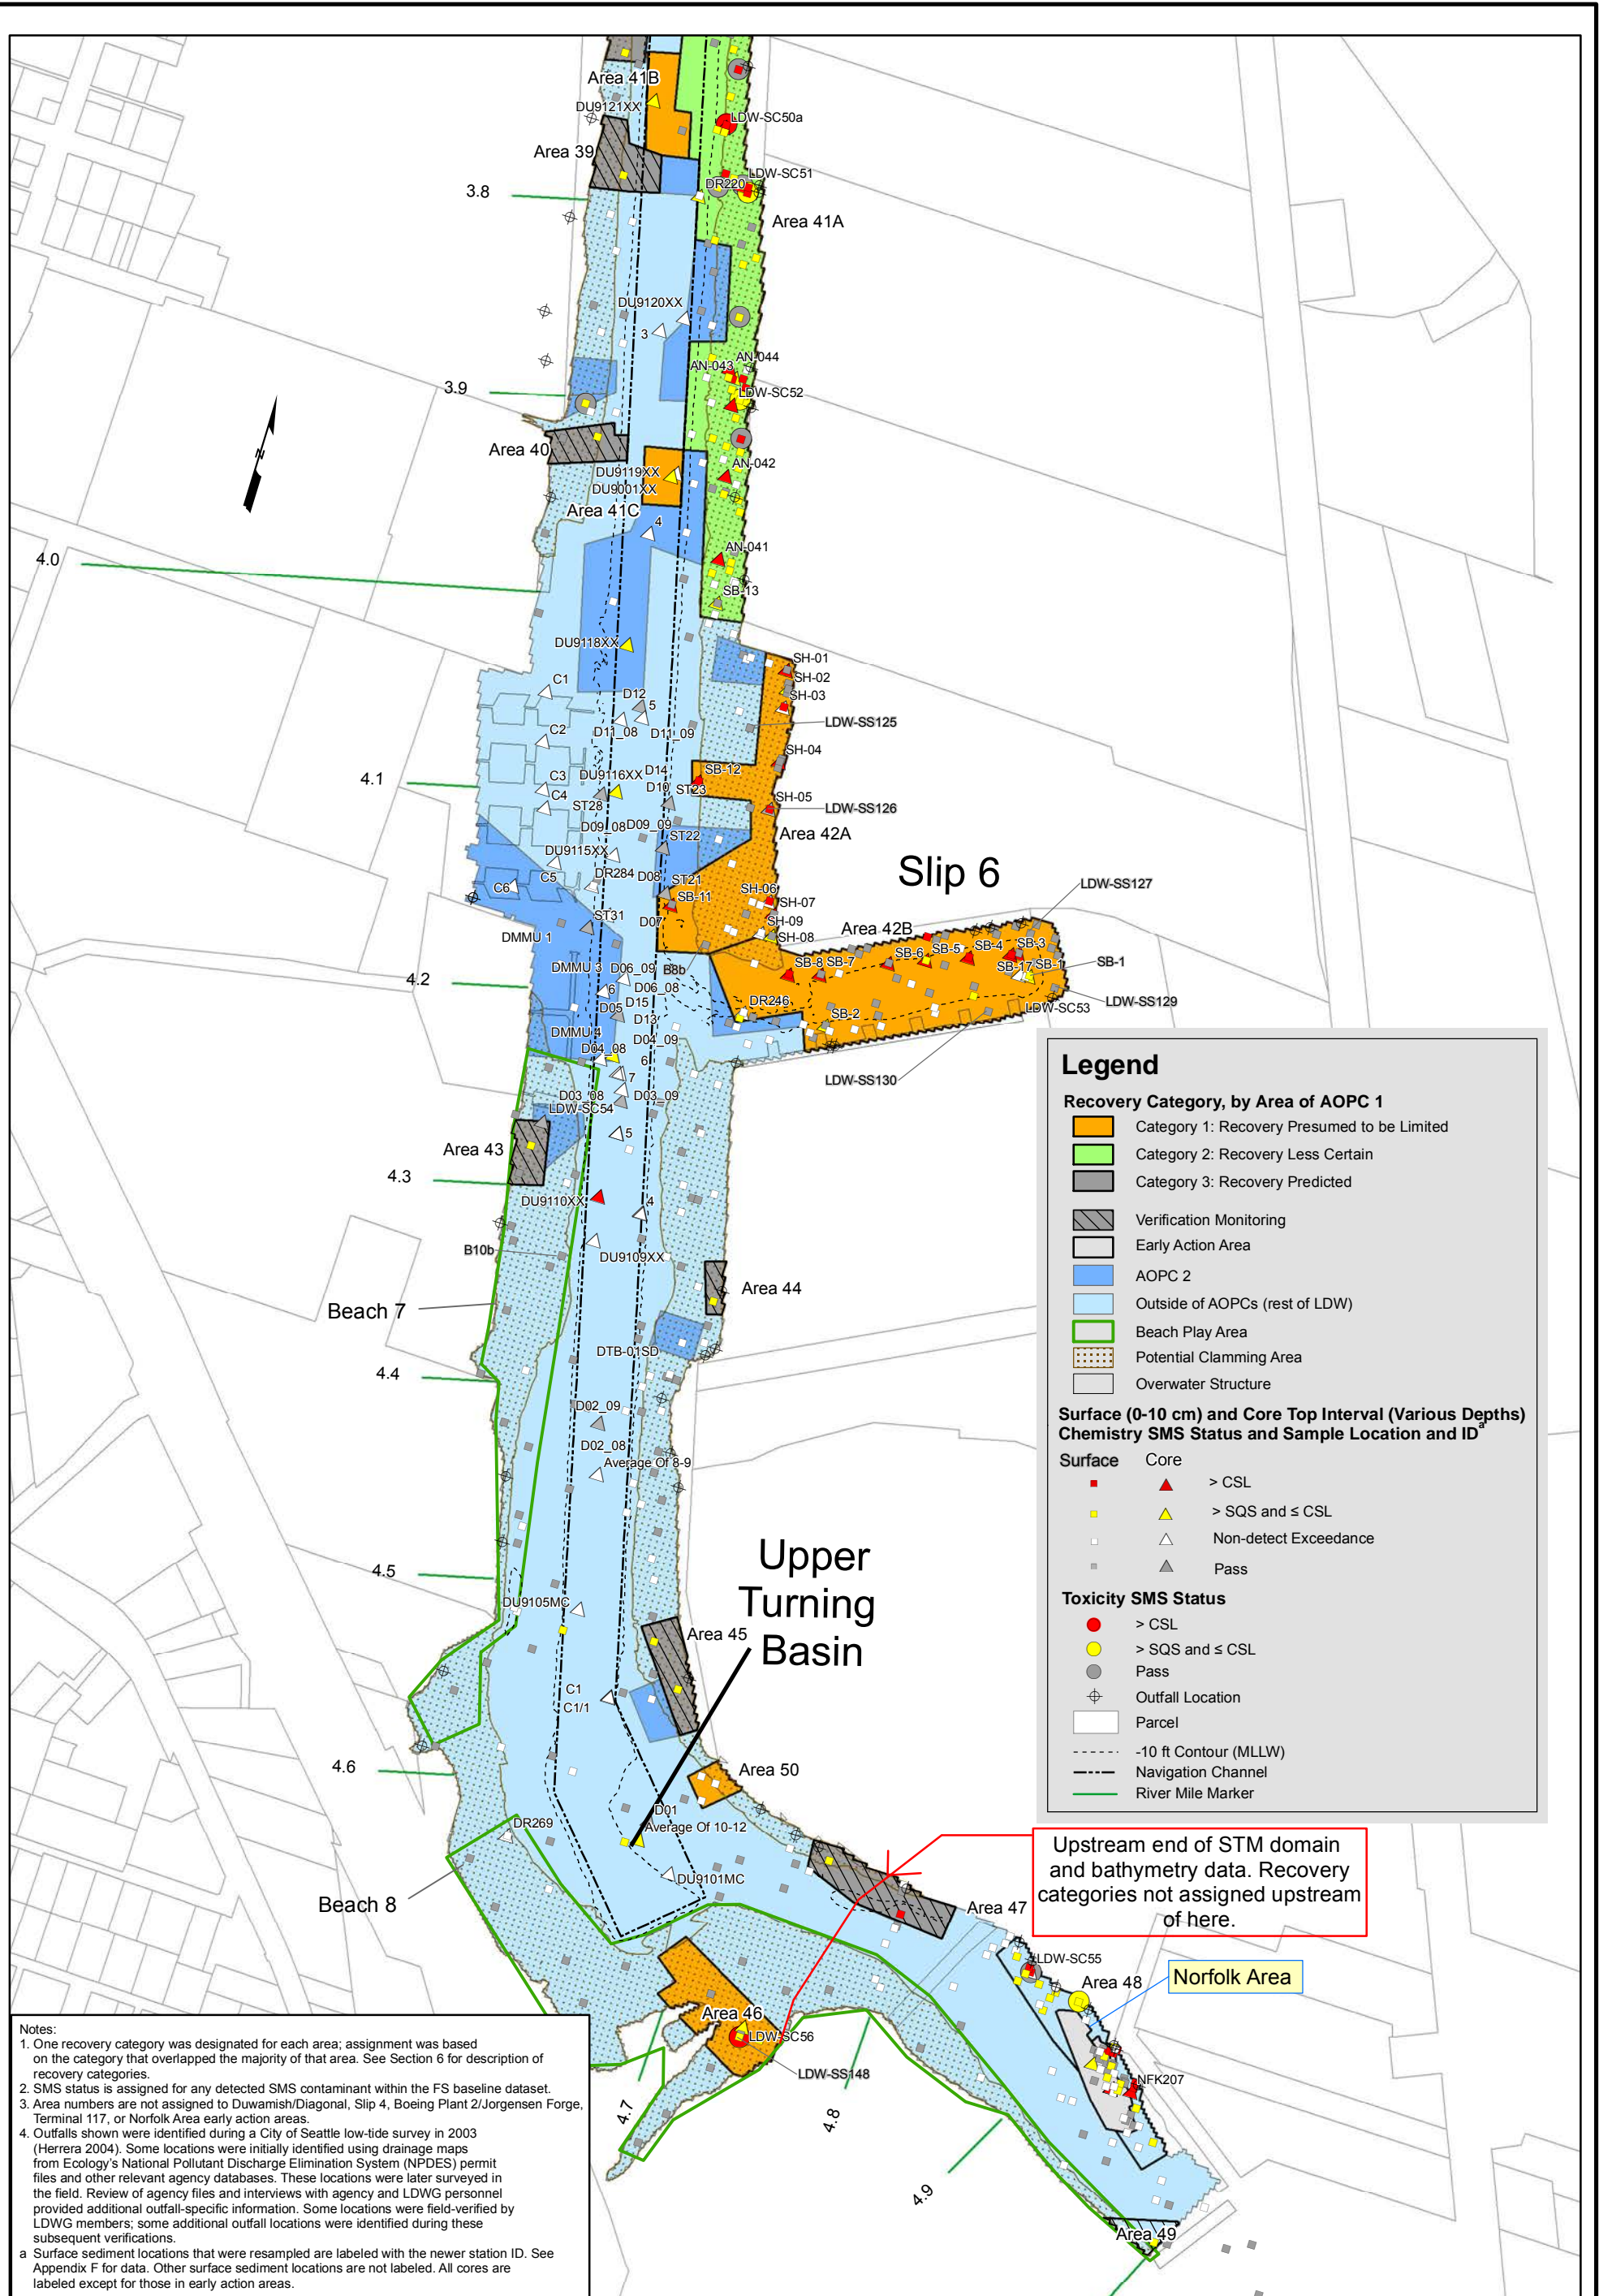 Area 41B
DU9121XX
LDW-SC50a
Area 39
LDW-SC51
DR220
3.8
Area 41A
DU9120XX
3
AN-044
AN-043
3.9
LDW-SC52
Area 40
AN-042
DU9119XX
DU9001XX
Area 41C
4
AN-041
4.0
SB-13
DU9118XX
SH-01
SH-02
C1
D12
SH-03
5
LDW-SS125
D11_08
D11_09
C2
SH-04
D14
SB-12
C3
DU9116XX
4.1
D10
ST23
C4
SH-05
ST28
LDW-SS126
D09_08
D09_09
Area 42A
ST22
DU9115XX
Slip 6
C5
DR284
D08
ST21
LDW-SS127
C6
SB-11
SH-06
SH-07
ST31
D07
SH-09
Area 42B
DMMU 1
SH-08
SB-4
SB-3
SB-6
SB-5
SB-8
SB-7
SB-17
SB-1
SB-1
DMMU 3
D06_09
B8b
4.2
D06_08
6
LDW-SS129
D05
D15
DR246
LDW-SC53
D13
SB-2
DMMU 4
D04_09
D04_08
6
7
LDW-SS130
D03_08
D03_09
LDW-SC54
5
Area 43
4.3
DU9110XX
4
B10b
DU9109XX
Area 44
Beach 7
DTB-01SD
4.4
D02_09
D02_08
Average Of 8-9
Upper
Turning
Basin
4.5
DU9105MC
Area 45
C1
C1/1
4.6
Area 50
D01
Average Of 10-12
DR269
DU9101MC
Beach 8
Area 47
LDW-SC55
Area 48
Norfolk Area
Area 46
LDW-SC56
NFK207
LDW-SS148
4.7
4.8
4.9
Area 49
N
Upstream end of STM domain
and bathymetry data. Recovery
categories not assigned upstream
of here.
Legend
Recovery Category, by Area of AOPC 1
Category 1: Recovery Presumed to be Limited
Category 2: Recovery Less Certain
Category 3: Recovery Predicted
Verification Monitoring
Early Action Area
AOPC 2
Outside of AOPCs (rest of LDW)
Beach Play Area
Potential Clamming Area
Overwater Structure
Surface (0-10 cm) and Core Top Interval (Various Depths)
Chemistry SMS Status and Sample Location and IDa
Surface Core
> CSL
> SQS and ≤ CSL
Non-detect Exceedance
Pass
Toxicity SMS Status
> CSL
> SQS and ≤ CSL
Pass
Outfall Location
Parcel
-10 ft Contour (MLLW)
Navigation Channel
River Mile Marker
Notes:
1. One recovery category was designated for each area; assignment was based
on the category that overlapped the majority of that area. See Section 6 for description of
recovery categories.
2. SMS status is assigned for any detected SMS contaminant within the FS baseline dataset.
3. Area numbers are not assigned to Duwamish/Diagonal, Slip 4, Boeing Plant 2/Jorgensen Forge,
Terminal 117, or Norfolk Area early action areas.
4. Outfalls shown were identified during a City of Seattle low-tide survey in 2003
(Herrera 2004). Some locations were initially identified using drainage maps
from Ecology's National Pollutant Discharge Elimination System (NPDES) permit
files and other relevant agency databases. These locations were later surveyed in
the field. Review of agency files and interviews with agency and LDWG personnel
provided additional outfall-specific information. Some locations were field-verified by
LDWG members; some additional outfall locations were identified during these
subsequent verifications.
a Surface sediment locations that were resampled are labeled with the newer station ID. See
Appendix F for data. Other surface sediment locations are not labeled. All cores are
labeled except for those in early action areas.